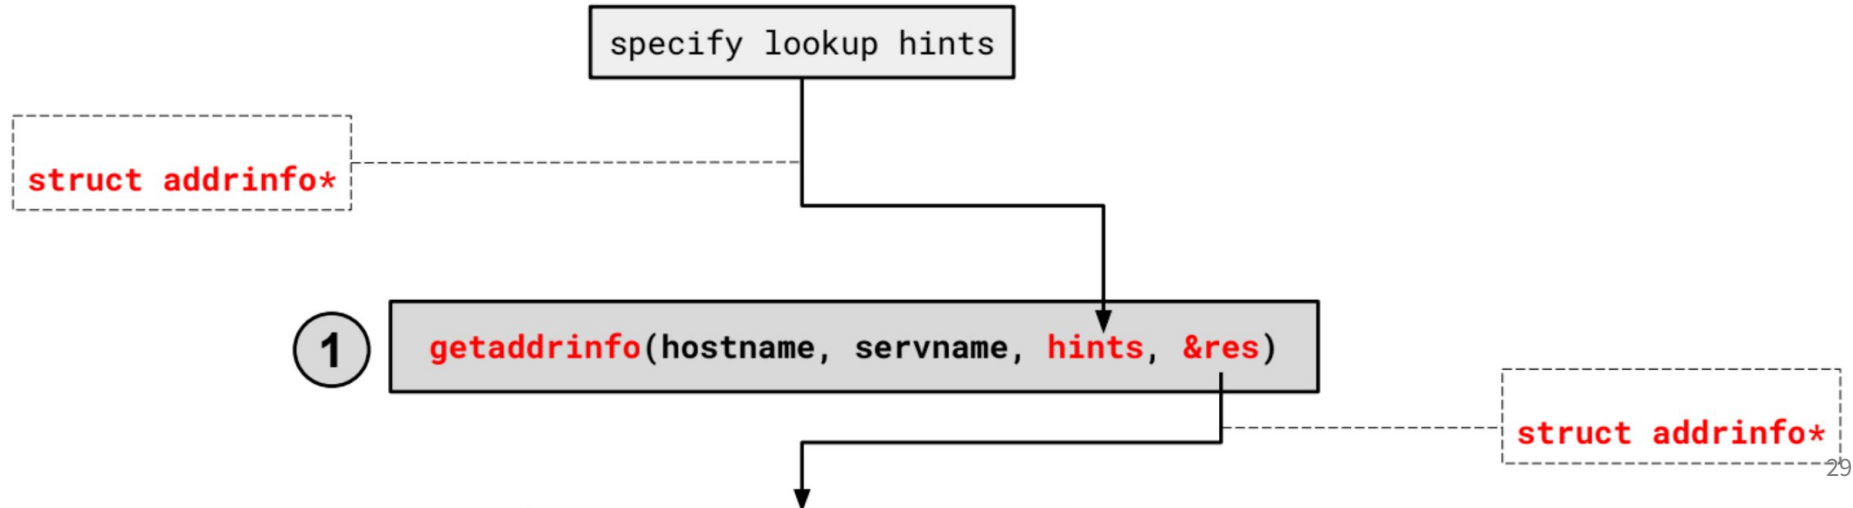 specify lookup hints
struct addrinfo*
1
getaddrinfo(hostname, servname, hints, &res)
struct addrinfo*
29